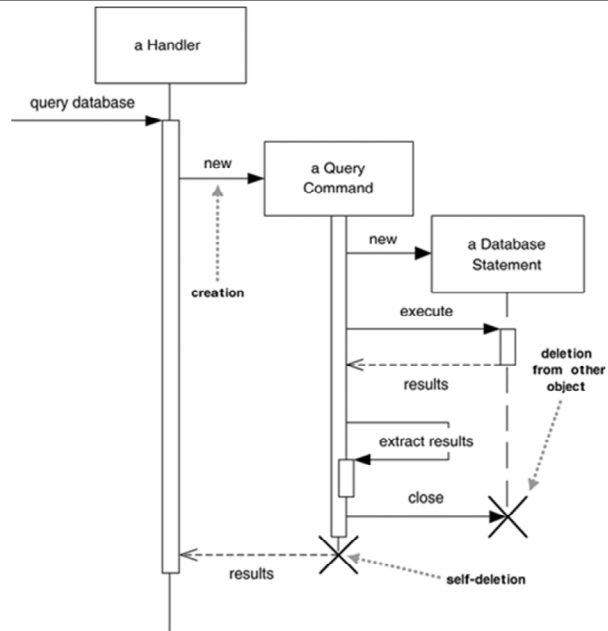 a Handler
query database
new
a Query
Command
new
a Database
Statement
creation
execute
deletion
from other
object
results
extract results
close
results
self-deletion